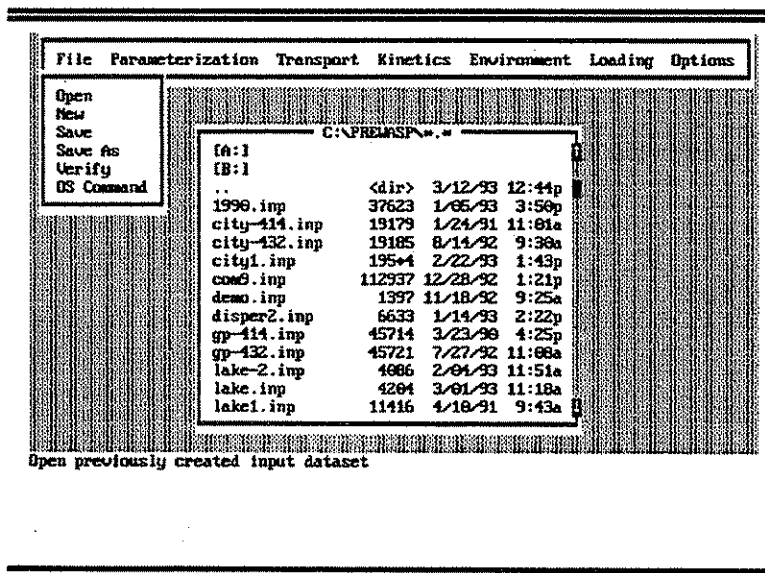 File Parameterization Transport Kinetics Environment Loading Options
Open
New
Save
Save As
Verify
OS Command
C:\PREWASP\*.*
[A:]
[B:]
.. <dir> 3/12/93 12:44p
1990.inp 37623 1/05/93 3:50p
city-414.inp 19179 1/24/91 11:01a
city-432.inp 19185 8/14/92 9:30a
city1.inp 2/22/93 1:43p
com9.inp 112937 12/28/92 1:21p
demo.inp 1397 11/18/92 9:25a
disper2.inp 6633 1/14/93 2:22p
gp-414.inp 45714 3/23/90 4:25p
gp-432.inp 45721 7/27/92 11:08a
lake-2.inp 4086 2/04/93 11:51a
lake.inp 4204 3/01/93 11:18a
lake1.inp 11416 4/10/91 9:43a
Open previously created input dataset